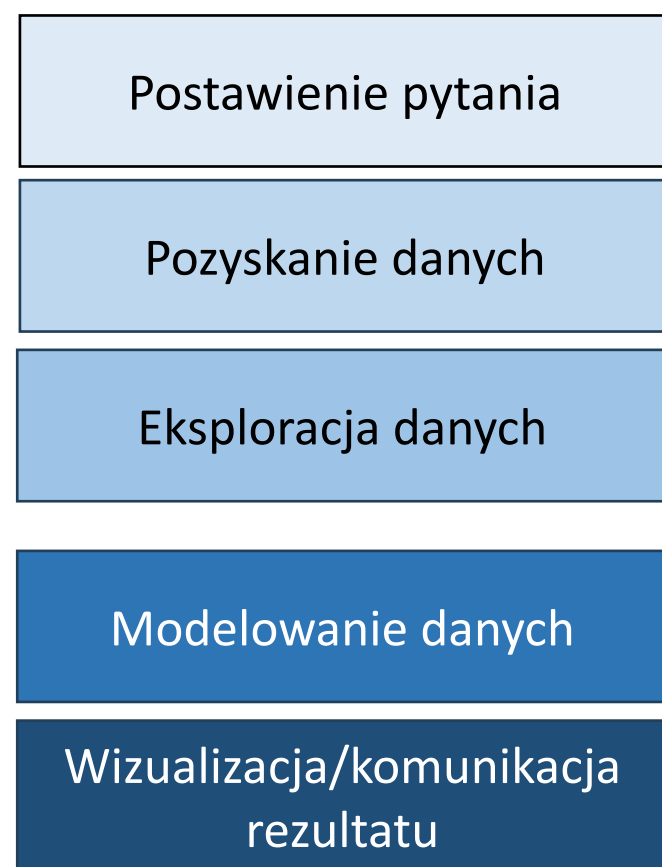 Postawienie pytania
Pozyskanie danych
Eksploracja danych
Modelowanie danych
Wizualizacja/komunikacja
rezultatu